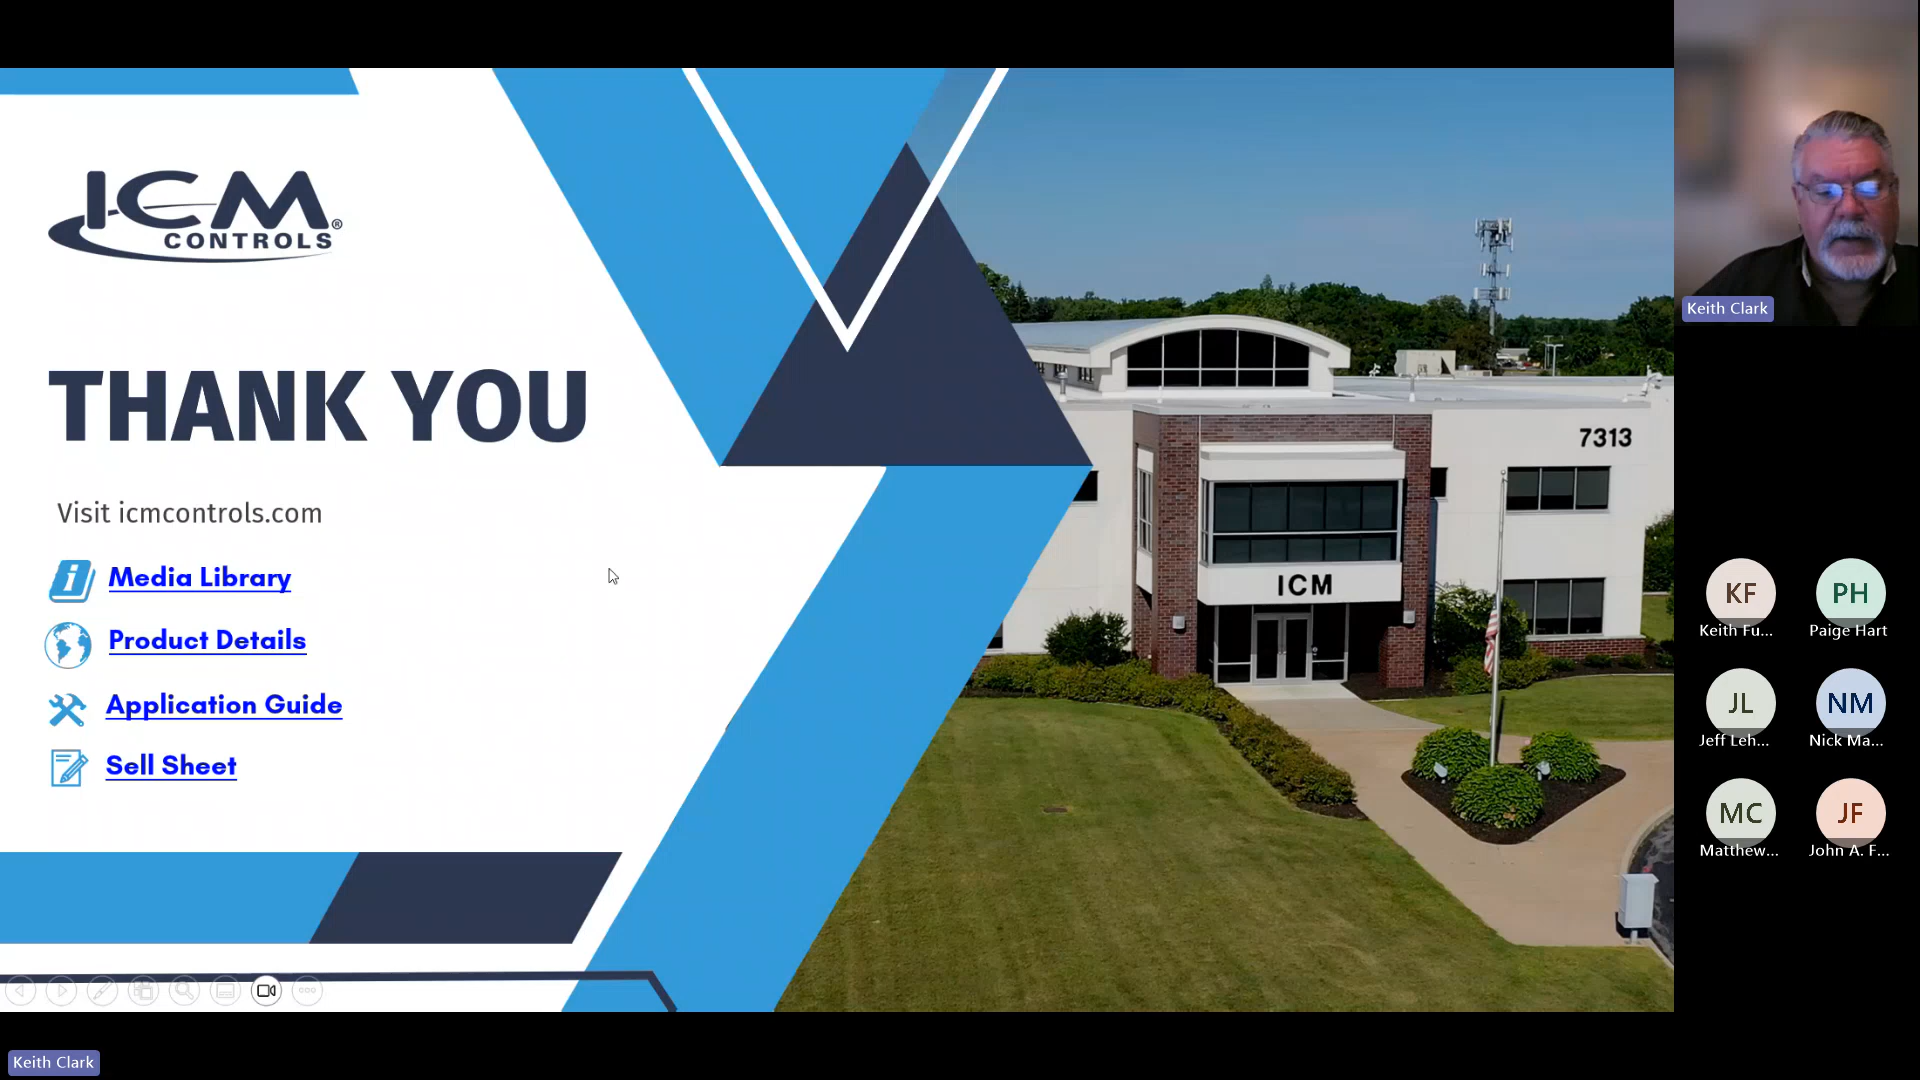 ICM®
CONTROLS
THANK YOU
Visit icmcontrols.com
Media Library
Product Details
Application Guide
Sell Sheet
7313
ICM
Keith Clark
KF
Keith Fu...
PH
Paige Hart
JL
Jeff Leh...
NM
Nick Ma...
MC
Matthew...
JF
John A. F...
Keith Clark